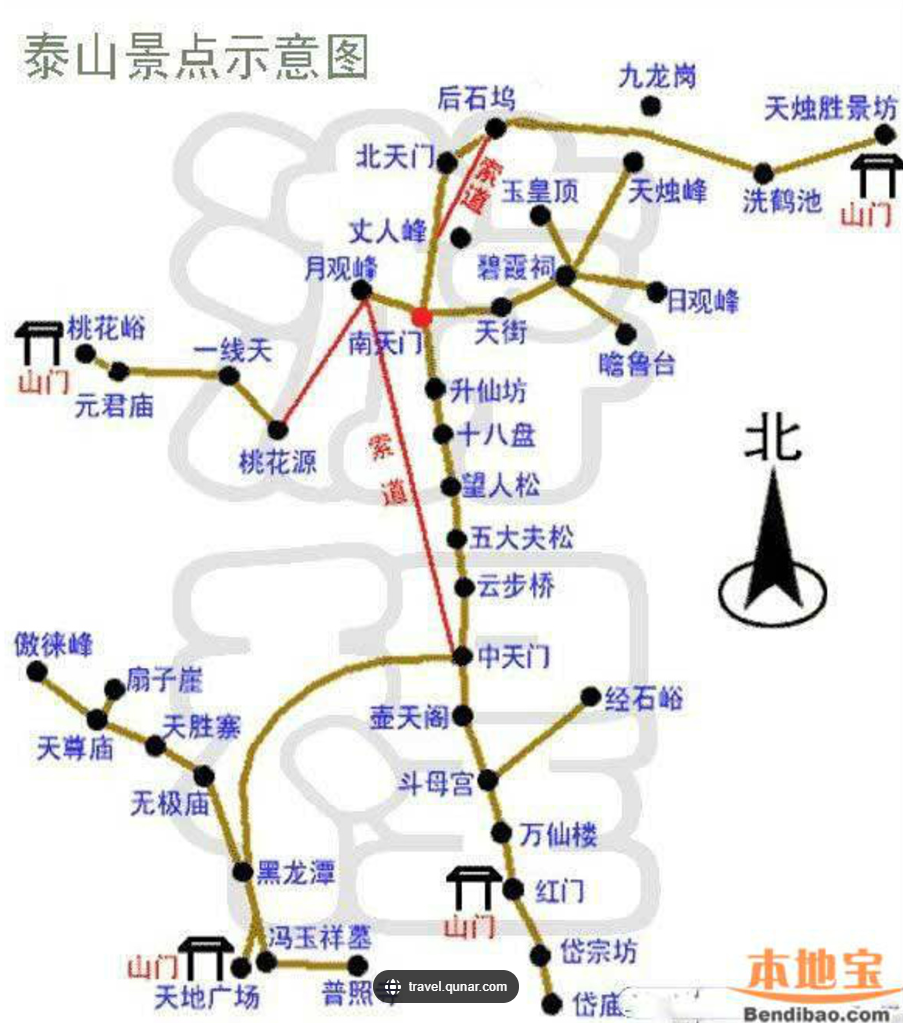 泰山景点示意图
九龙岗
后石坞
天烛胜景坊
北天门
索道
玉皇顶
天烛峰
洗鹤池
山门
丈人峰
月观峰
碧霞祠
日观峰
桃花峪
山门
一线天
南天门
天街
瞻鲁台
元君庙
升仙坊
十八盘
桃花源
索道
北
望人松
五大夫松
云步桥
傲徕峰
中天门
扇子崖
经石峪
天尊庙
天胜寨
壶天阁
无极庙
斗母宫
万仙楼
黑龙潭
红门
山门
冯玉祥墓
岱宗坊
山门
天地广场
普照
travel.qunar.com
岱庙
本地宝
Bendibao.com